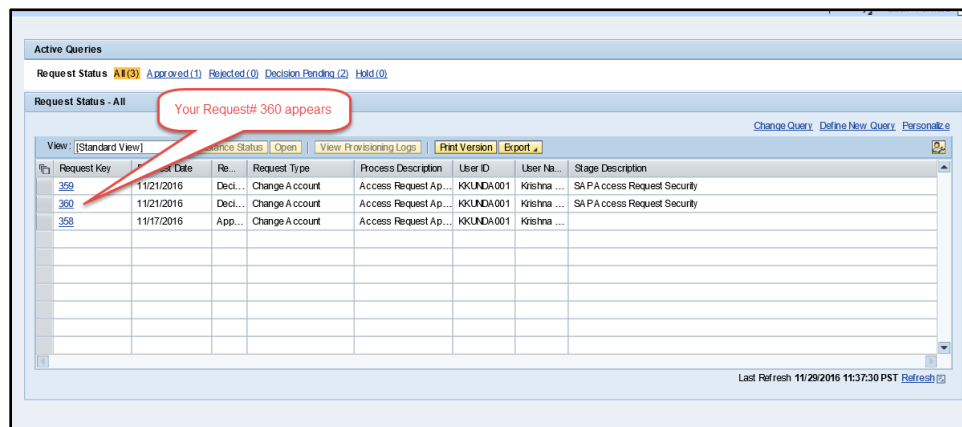 Active Queries
Request Status All (3) Approved (1) Rejected (0) Decision Pending (2) Hold (0)
Request Status - All
Your Request# 360 appears
Change Query Define New Query Personalize
View: [Standard View] Status Open View Provisioning Logs Print Version Export
Request Key Date Re... Request Type Process Description User ID User Na... Stage Description
359 11/21/2016 Deci... Change Account Access Request Ap... KKUNDA001 Krishna ... SAP Access Request Security
360 11/21/2016 Deci... Change Account Access Request Ap... KKUNDA001 Krishna ... SAP Access Request Security
358 11/17/2016 App... Change Account Access Request Ap... KKUNDA001 Krishna ...
Last Refresh 11/29/2016 11:37:30 PST Refresh